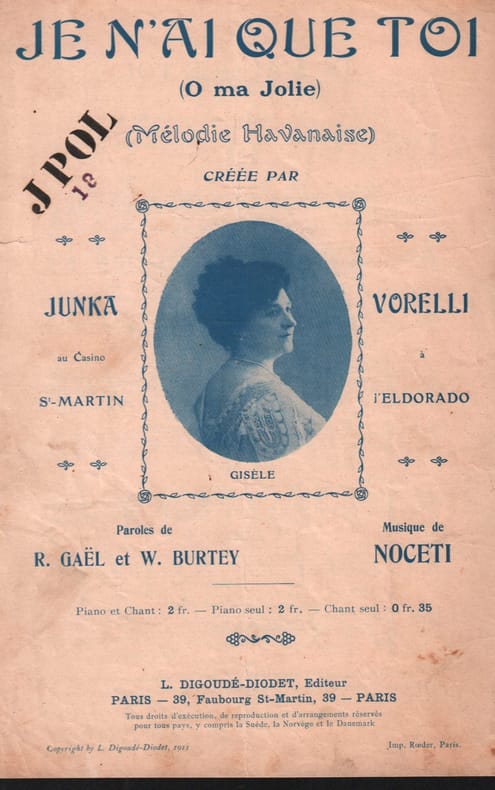 JE N'AI QUE TOI
(O ma Jolie)
(Mélodie Havanaise)
CRÉÉE PAR
J POL
18
JUNKA
au Casino
St-MARTIN
VORELLI
à
l'ELDORADO
GISÈLE
Paroles de
R. GAËL et W. BURTEY
Musique de
NOCETI
Piano et Chant : 2 fr. — Piano seul : 2 fr. — Chant seul : 0 fr. 35
L. DIGOUDÉ-DIODET, Editeur
PARIS — 39, Faubourg St-Martin, 39 — PARIS
Tous droits d'exécution, de reproduction et d'arrangements réservés
pour tous pays, y compris la Suède, la Norvège et le Danemark
Copyright by L. Digoudé-Diodet, 1911
Imp. Rœder, Paris.